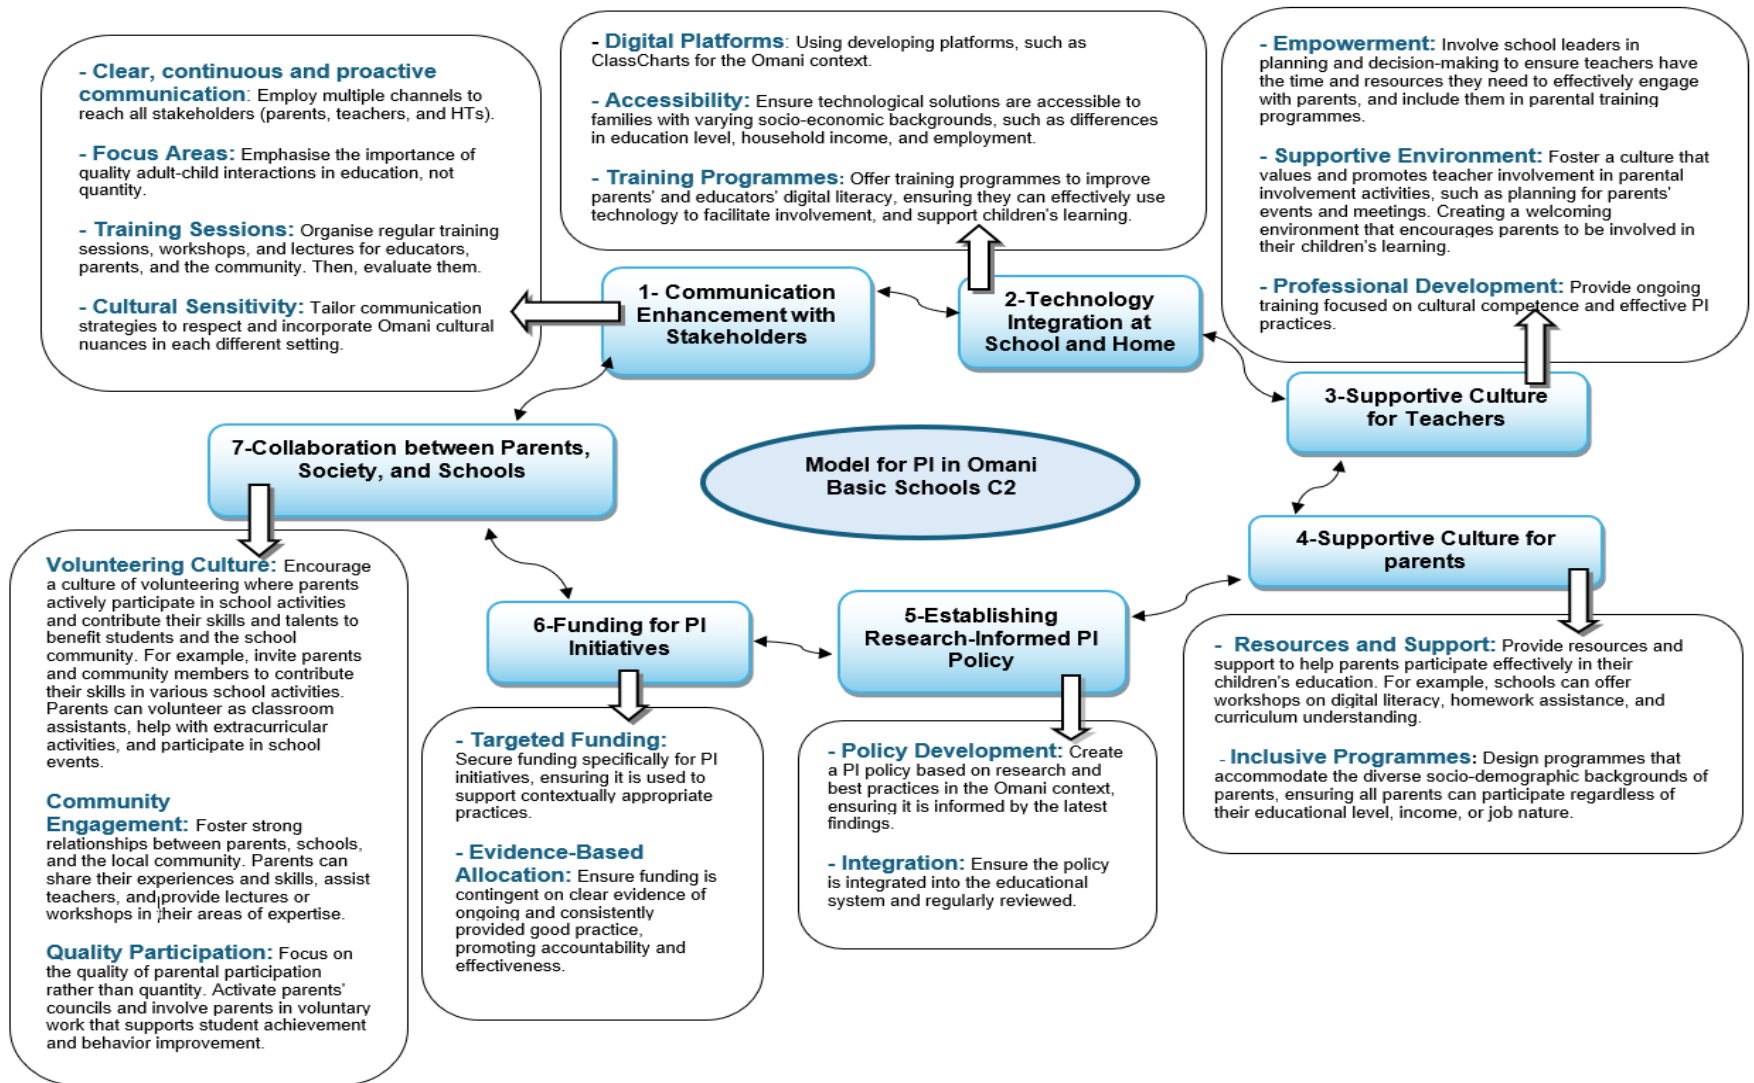 - Clear, continuous and proactive
communication: Employ multiple channels to
reach all stakeholders (parents, teachers, and HTs).
- Focus Areas: Emphasise the importance of
quality adult-child interactions in education, not
quantity.
- Training Sessions: Organise regular training
sessions, workshops, and lectures for educators,
parents, and the community. Then, evaluate them.
- Cultural Sensitivity: Tailor communication
strategies to respect and incorporate Omani cultural
nuances in each different setting.
- Digital Platforms: Using developing platforms, such as
ClassCharts for the Omani context.
- Accessibility: Ensure technological solutions are accessible to
families with varying socio-economic backgrounds, such as differences
in education level, household income, and employment.
- Training Programmes: Offer training programmes to improve
parents' and educators' digital literacy, ensuring they can effectively use
technology to facilitate involvement, and support children's learning.
- Empowerment: Involve school leaders in
planning and decision-making to ensure teachers have
the time and resources they need to effectively engage
with parents, and include them in parental training
programmes.
- Supportive Environment: Foster a culture that
values and promotes teacher involvement in parental
involvement activities, such as planning for parents'
events and meetings. Creating a welcoming
environment that encourages parents to be involved in
their children's learning.
- Professional Development: Provide ongoing
training focused on cultural competence and effective PI
practices.
1- Communication
Enhancement with
Stakeholders
2-Technology
Integration at
School and Home
3-Supportive Culture
for Teachers
7-Collaboration between Parents,
Society, and Schools
Model for PI in Omani
Basic Schools C2
4-Supportive Culture for
parents
6-Funding for PI
Initiatives
5-Establishing
Research-Informed PI
Policy
Volunteering Culture: Encourage
a culture of volunteering where parents
actively participate in school activities
and contribute their skills and talents to
benefit students and the school
community. For example, invite parents
and community members to contribute
their skills in various school activities.
Parents can volunteer as classroom
assistants, help with extracurricular
activities, and participate in school
events.
Community
Engagement: Foster strong
relationships between parents, schools,
and the local community. Parents can
share their experiences and skills, assist
teachers, and provide lectures or
workshops in their areas of expertise.
Quality Participation: Focus on
the quality of parental participation
rather than quantity. Activate parents'
councils and involve parents in voluntary
work that supports student achievement
and behavior improvement.
- Targeted Funding:
Secure funding specifically for PI
initiatives, ensuring it is used to
support contextually appropriate
practices.
- Evidence-Based
Allocation: Ensure funding is
contingent on clear evidence of
ongoing and consistently
provided good practice,
promoting accountability and
effectiveness.
- Policy Development: Create
a PI policy based on research and
best practices in the Omani context,
ensuring it is informed by the latest
findings.
- Integration: Ensure the policy
is integrated into the educational
system and regularly reviewed.
- Resources and Support: Provide resources and
support to help parents participate effectively in their
children's education. For example, schools can offer
workshops on digital literacy, homework assistance, and
curriculum understanding.
- Inclusive Programmes: Design programmes that
accommodate the diverse socio-demographic backgrounds of
parents, ensuring all parents can participate regardless of
their educational level, income, or job nature.